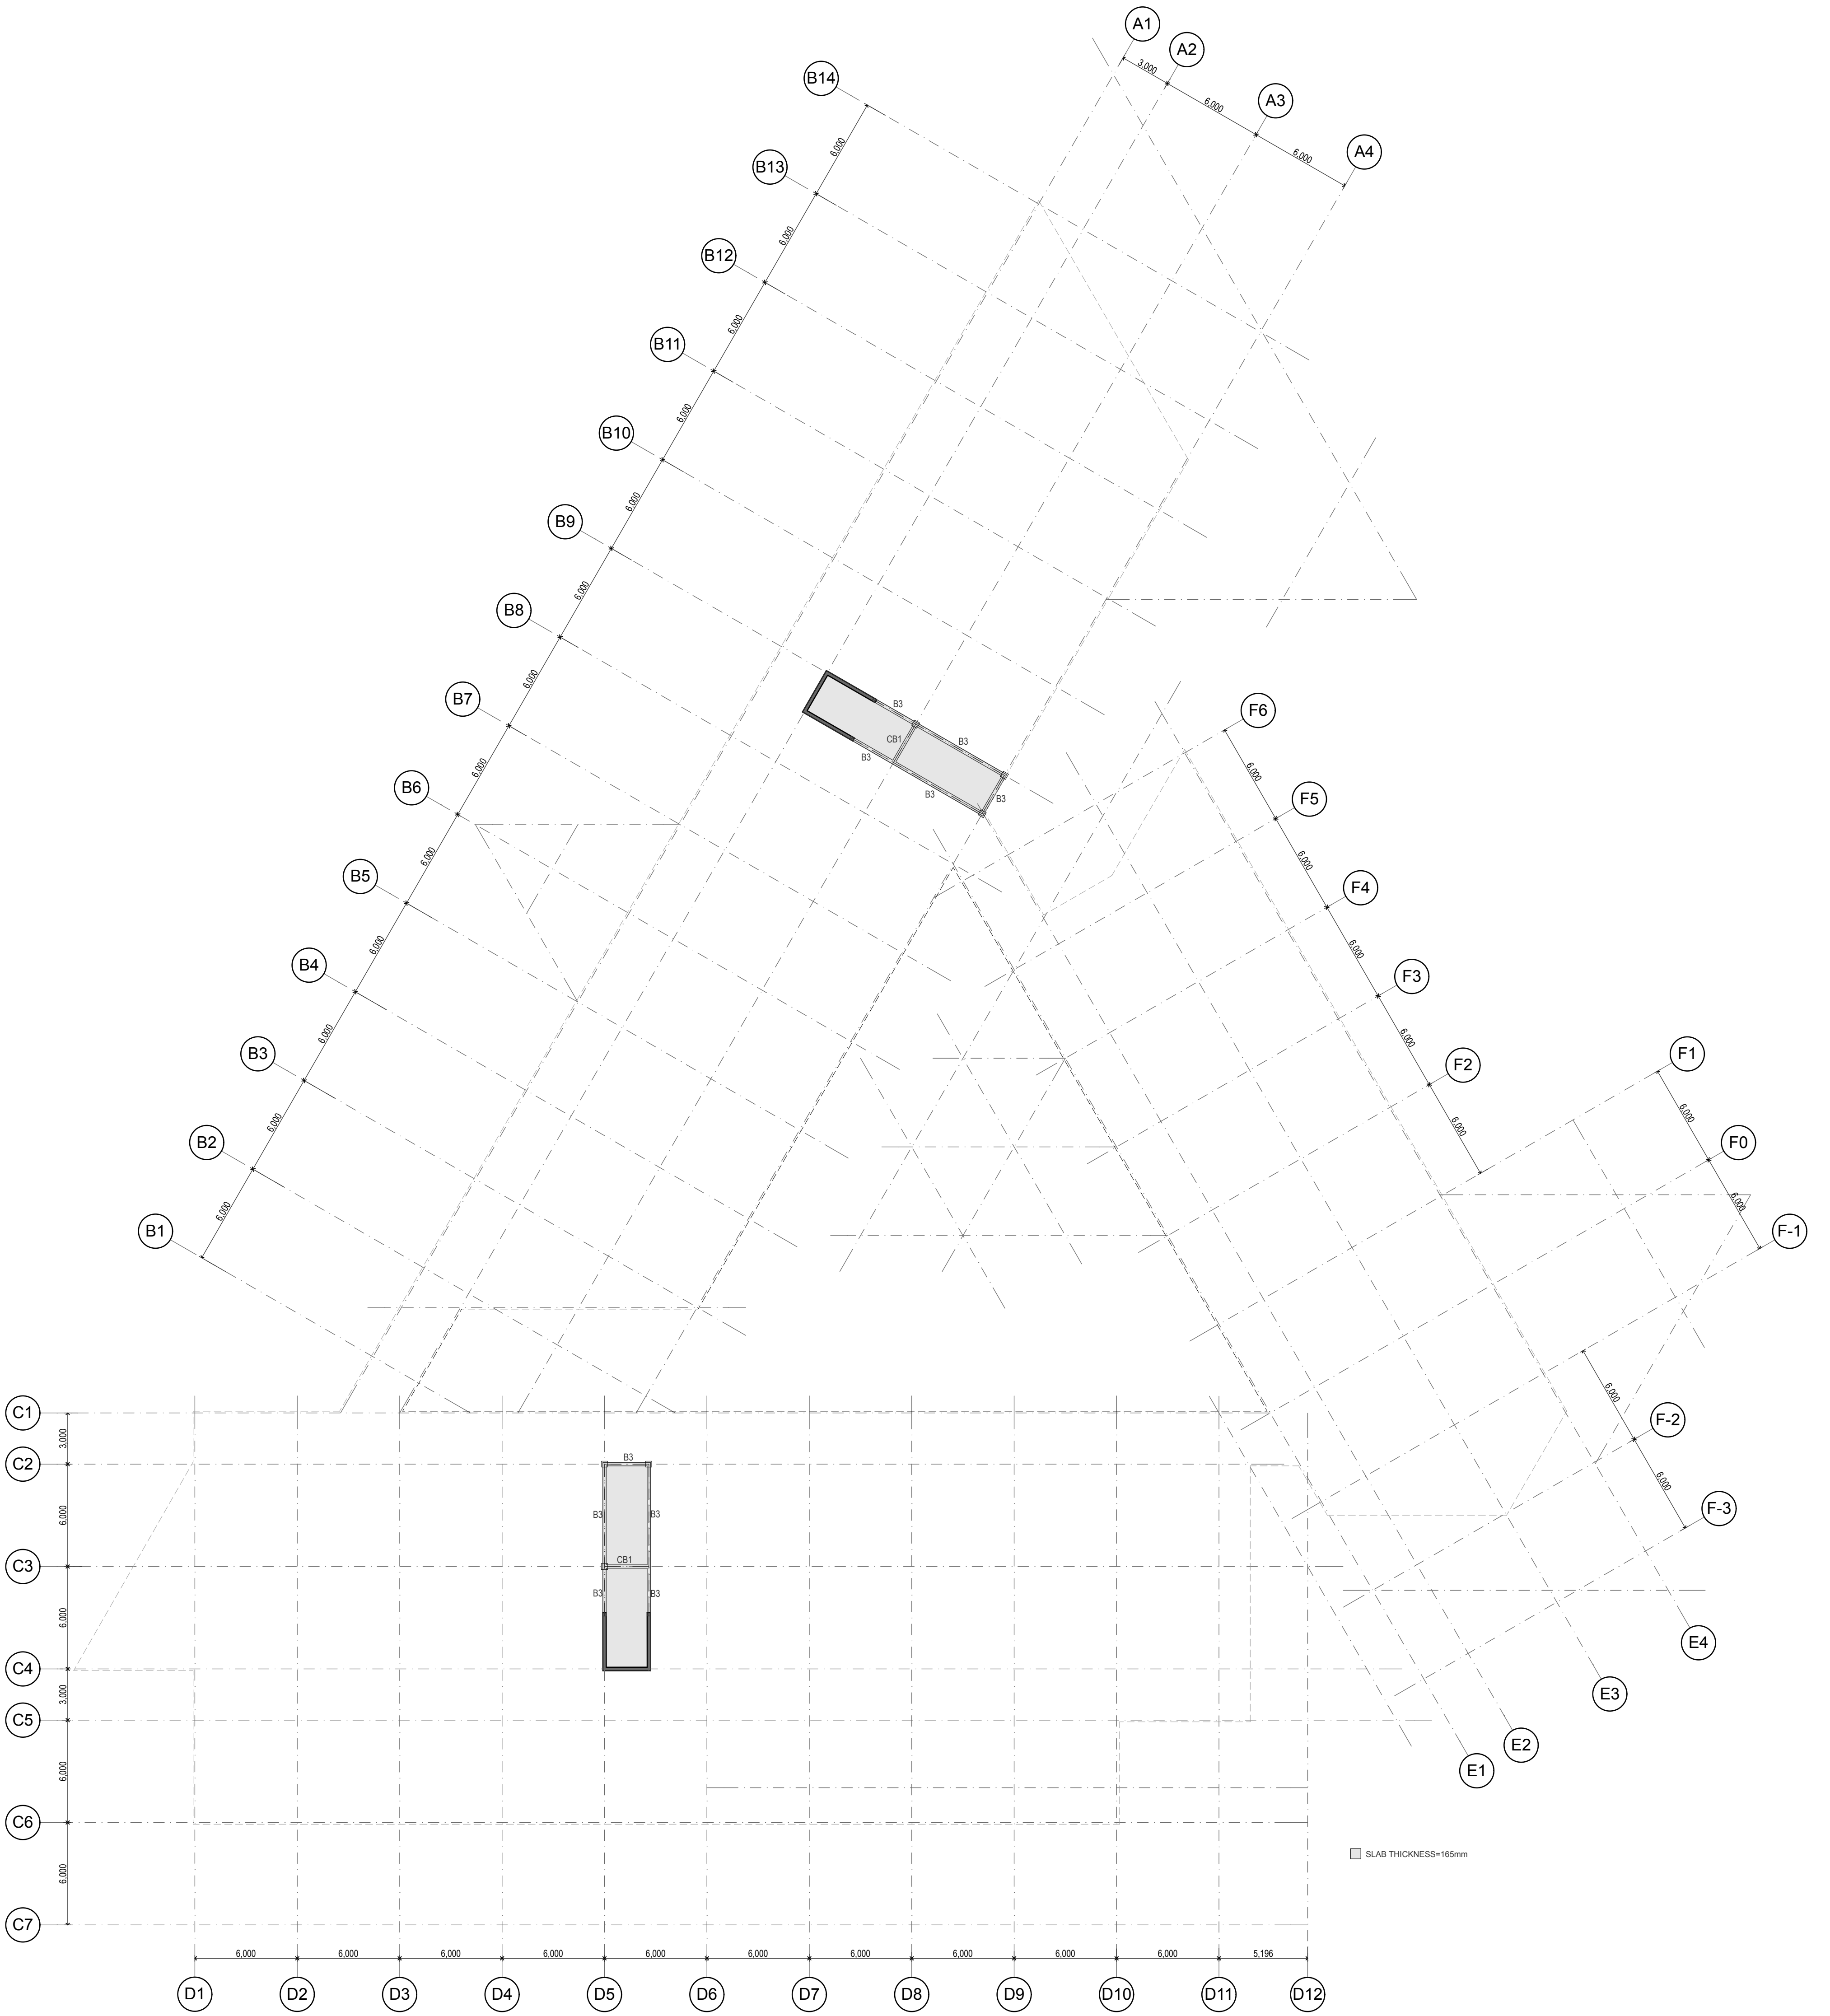 A1
A2
A3
A4
3,000
6,000
6,000
B14
B13
B12
B11
B10
B9
B8
B7
B6
B5
B4
B3
B2
B1
6,000
6,000
6,000
6,000
6,000
6,000
6,000
6,000
6,000
6,000
6,000
6,000
6,000
B3
CB1
B3
B3
B3
B3
F6
F5
F4
F3
F2
6,000
6,000
6,000
6,000
6,000
F1
F0
F-1
6,000
6,000
F-2
F-3
6,000
6,000
E4
E3
E2
E1
C1
C2
C3
C4
C5
C6
C7
3,000
6,000
6,000
3,000
6,000
6,000
B3
B3
B3
CB1
B3
B3
SLAB THICKNESS=165mm
6,000
6,000
6,000
6,000
6,000
6,000
6,000
6,000
6,000
6,000
5,196
D1
D2
D3
D4
D5
D6
D7
D8
D9
D10
D11
D12